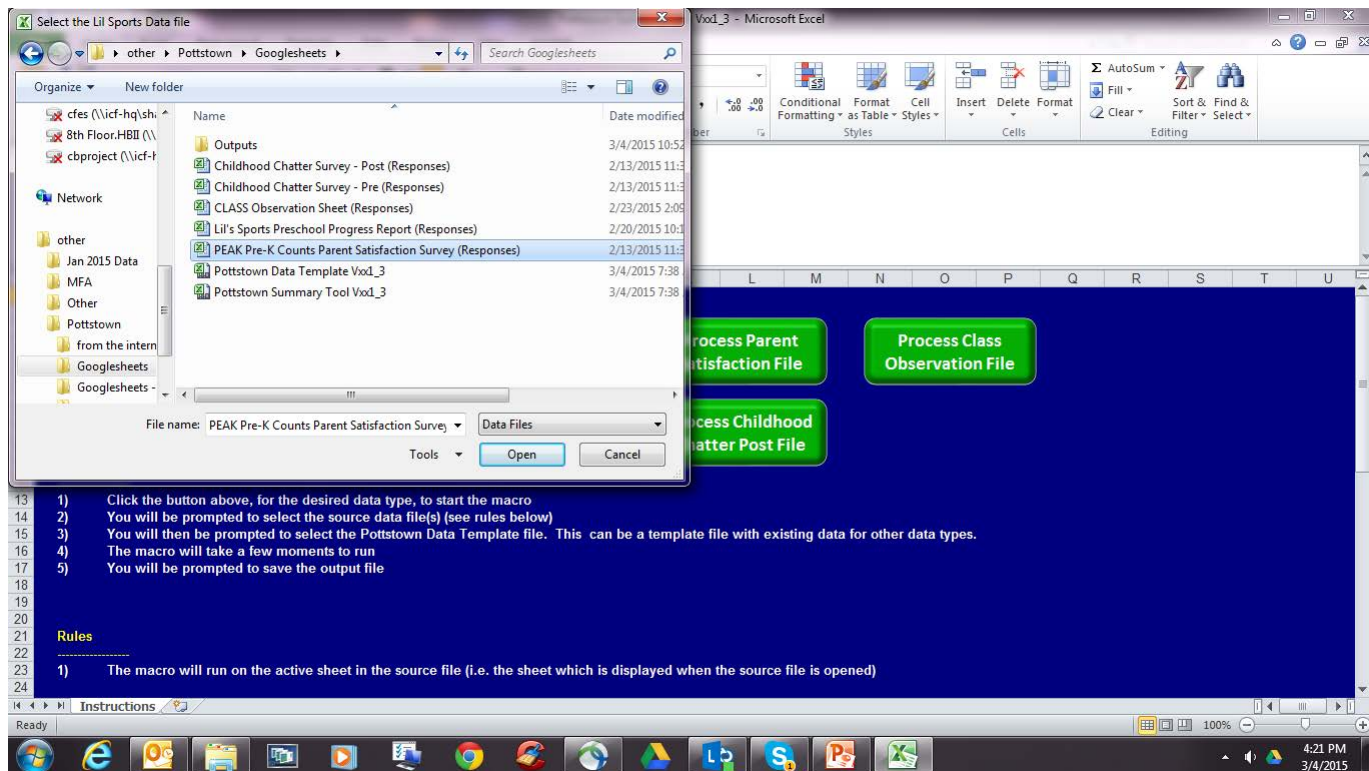 Select the Lil Sports Data file
Vxx1_3 - Microsoft Excel
other Pottstown Googlesheets
Search Googlesheets
Organize New folder
cfes (\\icf-hq\sha
8th Floor.HBII (\\
cbproject (\\icf-h
Network
other
Jan 2015 Data
MFA
Other
Pottstown
from the intern
Googlesheets
Googlesheets -
Name Date modified
Outputs 3/4/2015 10:52
Childhood Chatter Survey - Post (Responses) 2/13/2015 11:3
Childhood Chatter Survey - Pre (Responses) 2/13/2015 11:3
CLASS Observation Sheet (Responses) 2/23/2015 2:09
Lil's Sports Preschool Progress Report (Responses) 2/20/2015 10:1
PEAK Pre-K Counts Parent Satisfaction Survey (Responses) 2/13/2015 11:3
Pottstown Data Template Vxx1_3 3/4/2015 7:38
Pottstown Summary Tool Vxx1_3 3/4/2015 7:38
File name: PEAK Pre-K Counts Parent Satisfaction Survey Data Files
Tools Open Cancel
Conditional Formatting
Format as Table
Cell Styles
Insert Delete Format
Σ AutoSum
Fill
Clear
Sort & Filter
Find & Select
ber Styles Cells Editing
L M N O P Q R S T U
rocess Parent
tisfaction File
Process Class
Observation File
cess Childhood
atter Post File
13 1) Click the button above, for the desired data type, to start the macro
14 2) You will be prompted to select the source data file(s) (see rules below)
15 3) You will then be prompted to select the Pottstown Data Template file. This can be a template file with existing data for other data types.
16 4) The macro will take a few moments to run
17 5) You will be prompted to save the output file
18
19
20
21 Rules
22 ------------------
23 1) The macro will run on the active sheet in the source file (i.e. the sheet which is displayed when the source file is opened)
24
Instructions
Ready 100%
4:21 PM
3/4/2015